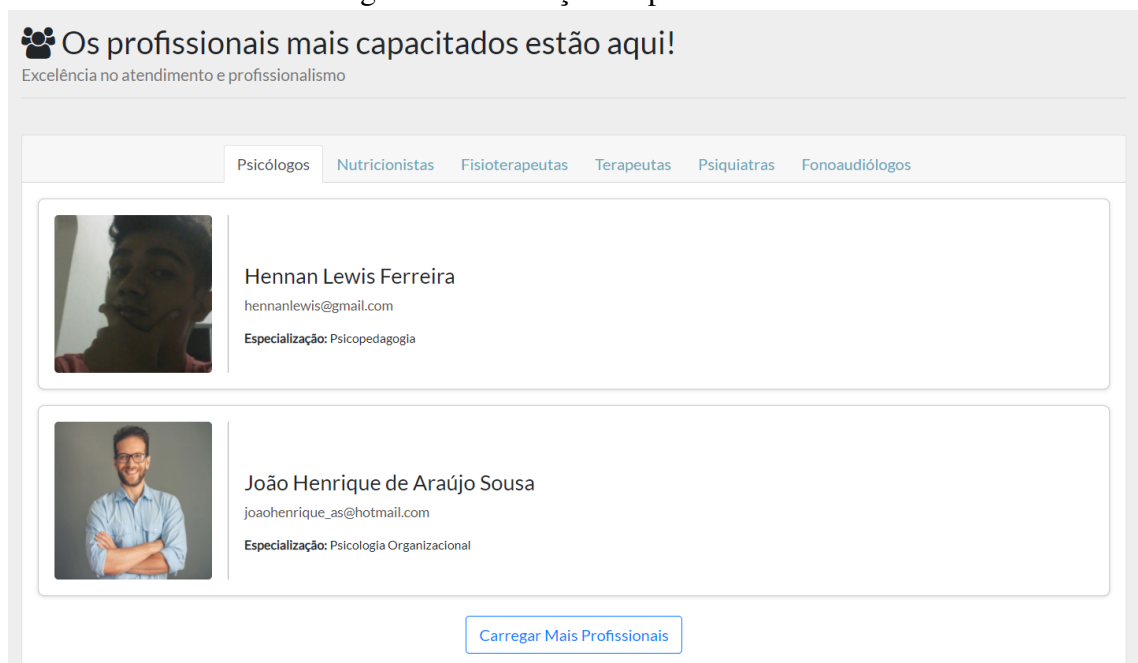 Os profissionais mais capacitados estão aqui!
Excelência no atendimento e profissionalismo
Psicólogos Nutricionistas Fisioterapeutas Terapeutas Psiquiatras Fonoaudiólogos
Hennan Lewis Ferreira
hennanlewis@gmail.com
Especialização: Psicopedagogia
João Henrique de Araújo Sousa
joaohenrique_as@hotmail.com
Especialização: Psicologia Organizacional
Carregar Mais Profissionais